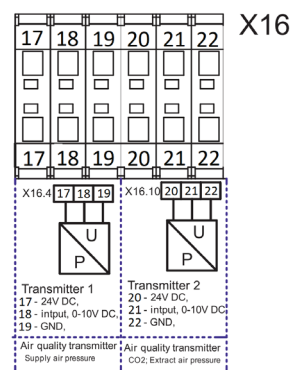 X16
17 18 19 20 21 22
17 18 19 20 21 22
X16.4 17 18 19
X16.10 20 21 22
U
P
U
P
Transmitter 1
17 - 24V DC,
18 - intput, 0-10V DC
19 - GND,
Transmitter 2
20 - 24V DC,
21 - intput, 0-10V DC
22 - GND,
Air quality transmitter
Supply air pressure
Air quality transmitter
CO2; Extract air pressure